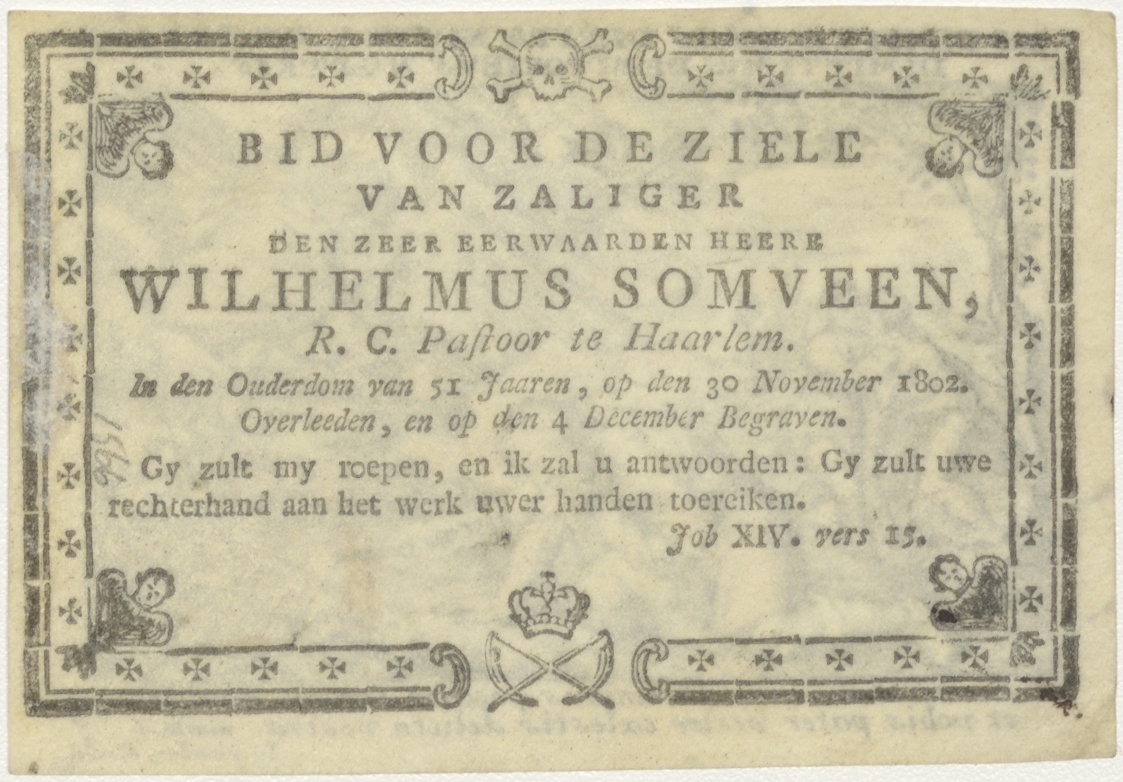 BID VOOR DE ZIELE
VAN ZALIGER
DEN ZEER EERWAARDEN HEERE
WILHELMUS SOMVEEN,
R. C. Paſtoor te Haarlem.
In den Ouderdom van 51 Jaaren, op den 30 November 1802.
Overleeden, en op den 4 December Begraven.
Gy zult my roepen, en ik zal u antwoorden: Gy zult uwe
rechterhand aan het werk uwer handen toereiken.
Job XIV. vers 15.